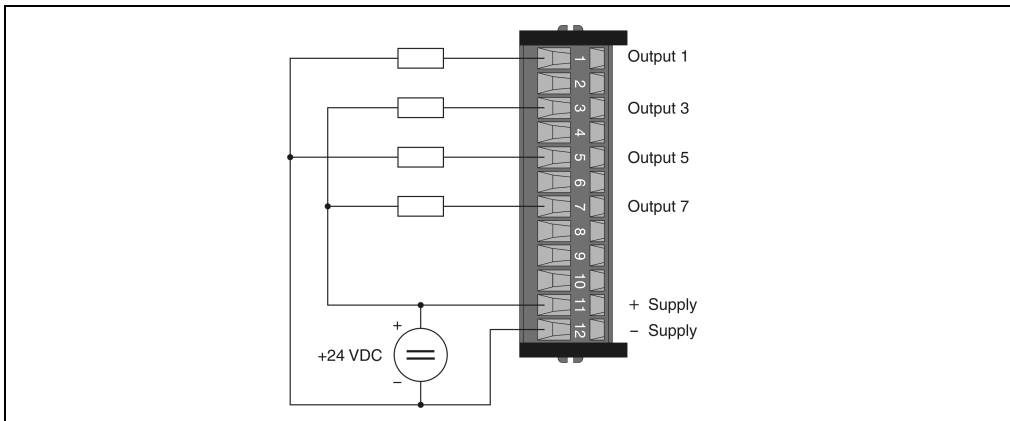 1 Output 1
2
3 Output 3
4
5 Output 5
6
7 Output 7
8
9
10
11 + Supply
12 - Supply
+
+24 VDC
–